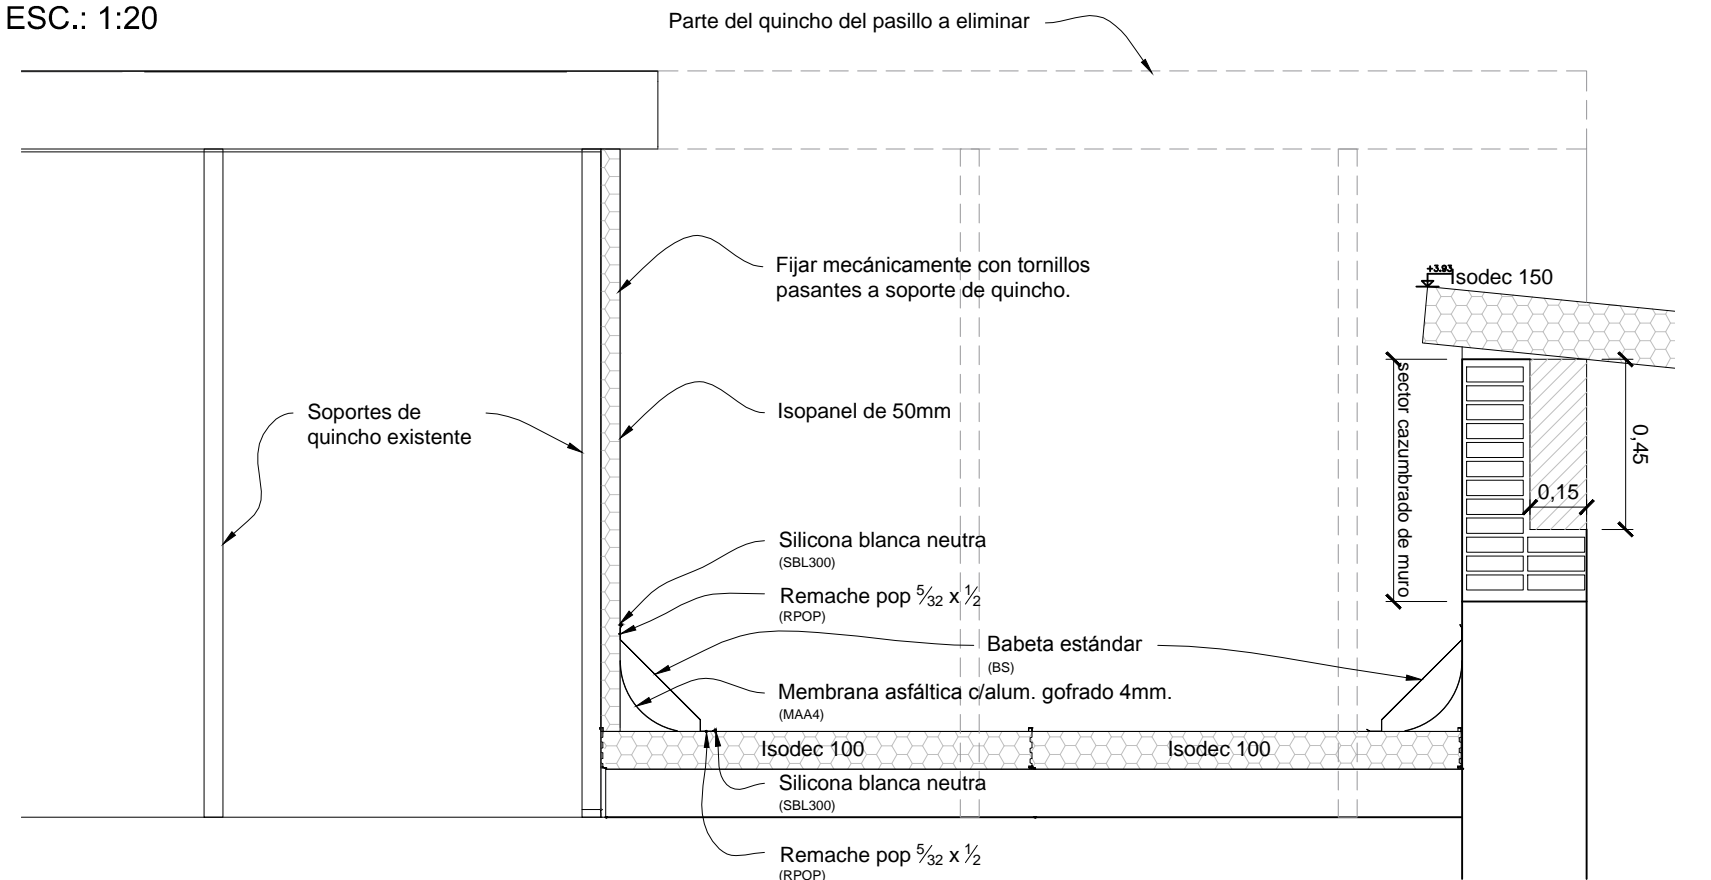 ESC.: 1:20
Parte del quincho del pasillo a eliminar
Fijar mecánicamente con tornillos
pasantes a soporte de quincho.
+3.93
Isodec 150
Isopanel de 50mm
Soportes de
quincho existente
sector cazumbrado de muro
0,45
0,15
Silicona blanca neutra
(SBL300)
Remache pop 5/32 x 1/2
(RPOP)
Babeta estándar
(BS)
Membrana asfáltica c/alum. gofrado 4mm.
(MAA4)
Isodec 100
Isodec 100
Silicona blanca neutra
(SBL300)
Remache pop 5/32 x 1/2
(RPOP)